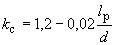 k_c = 1,2 − 0,02 l_p/d